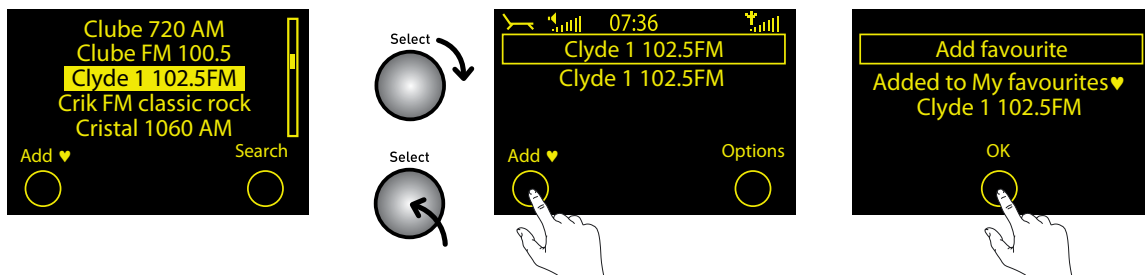 Clube 720 AM
Clube FM 100.5
Clyde 1 102.5FM
Crik FM classic rock
Cristal 1060 AM
Add ♥ Search
Select
Select
07:36
Clyde 1 102.5FM
Clyde 1 102.5FM
Add ♥ Options
Add favourite
Added to My favourites♥
Clyde 1 102.5FM
OK